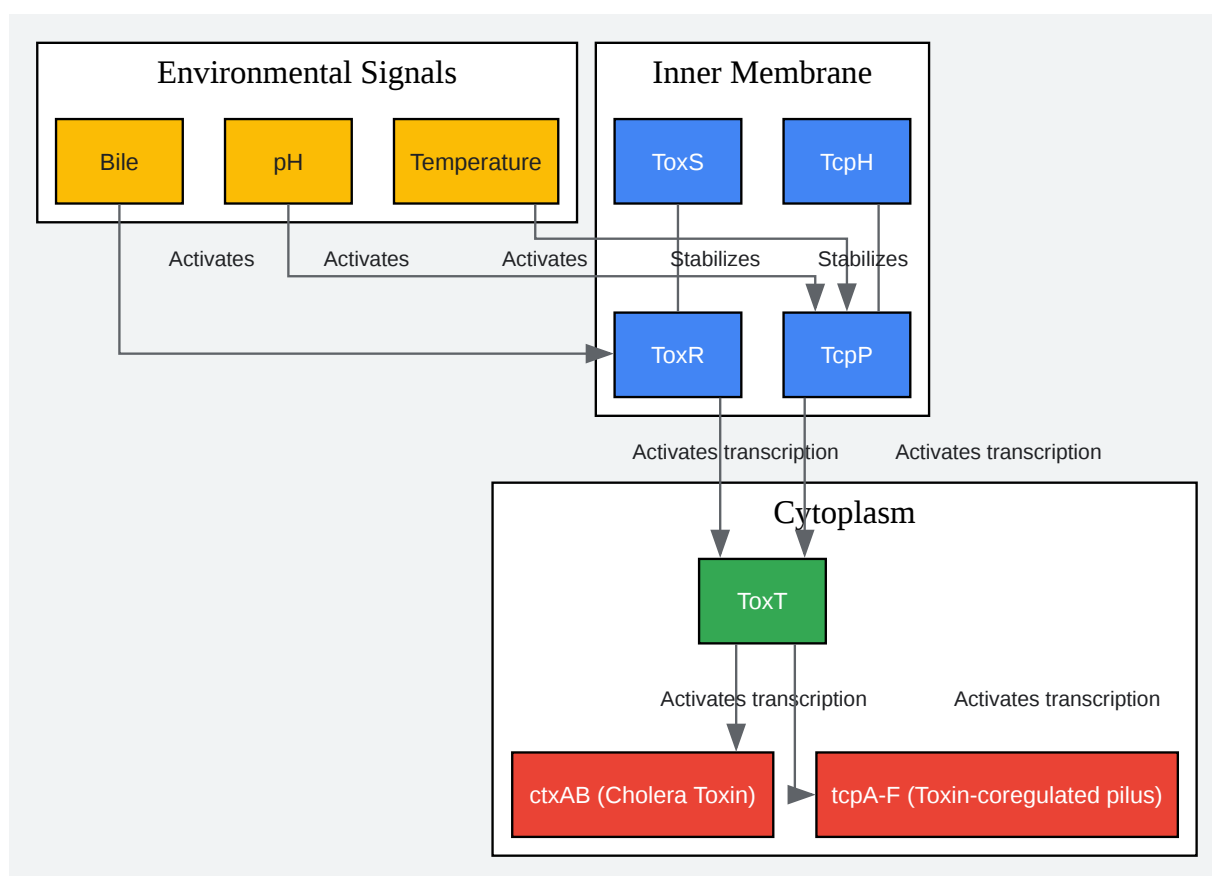 Environmental Signals
Inner Membrane
Bile
pH
Temperature
ToxS
TcpH
Activates
Activates
Activates
Stabilizes
Stabilizes
ToxR
TcpP
Activates transcription
Activates transcription
Cytoplasm
ToxT
Activates transcription
Activates transcription
ctxAB (Cholera Toxin)
tcpA-F (Toxin-coregulated pilus)